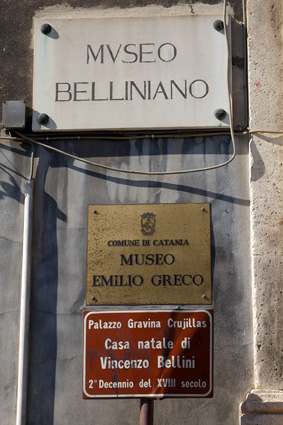 MVSEO
BELLINIANO
COMUNE DI CATANIA
MUSEO
EMILIO GRECO
Palazzo Gravina Crujillas
Casa natale di
Vincenzo Bellini
2° Decennio del XVIII secolo